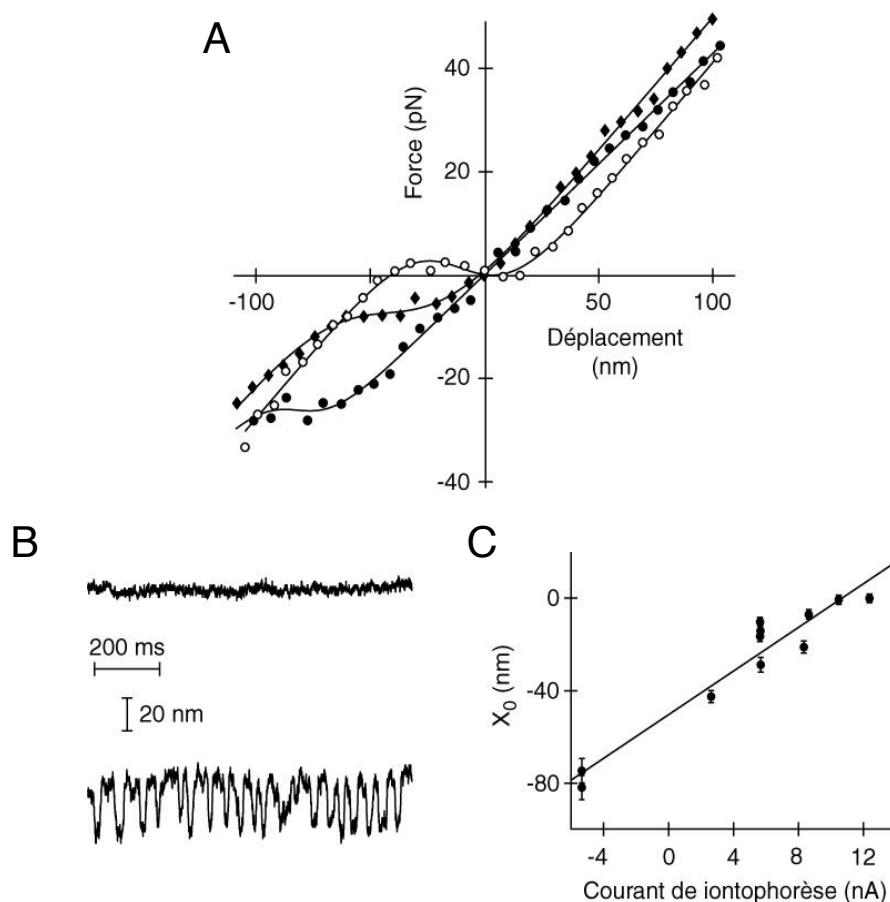 A
Force (pN)
40
20
-100
50
100
Déplacement
(nm)
-20
-40
B
200 ms
20 nm
C
X0 (nm)
0
-40
-80
-4
0
4
8
12
Courant de iontophorèse (nA)